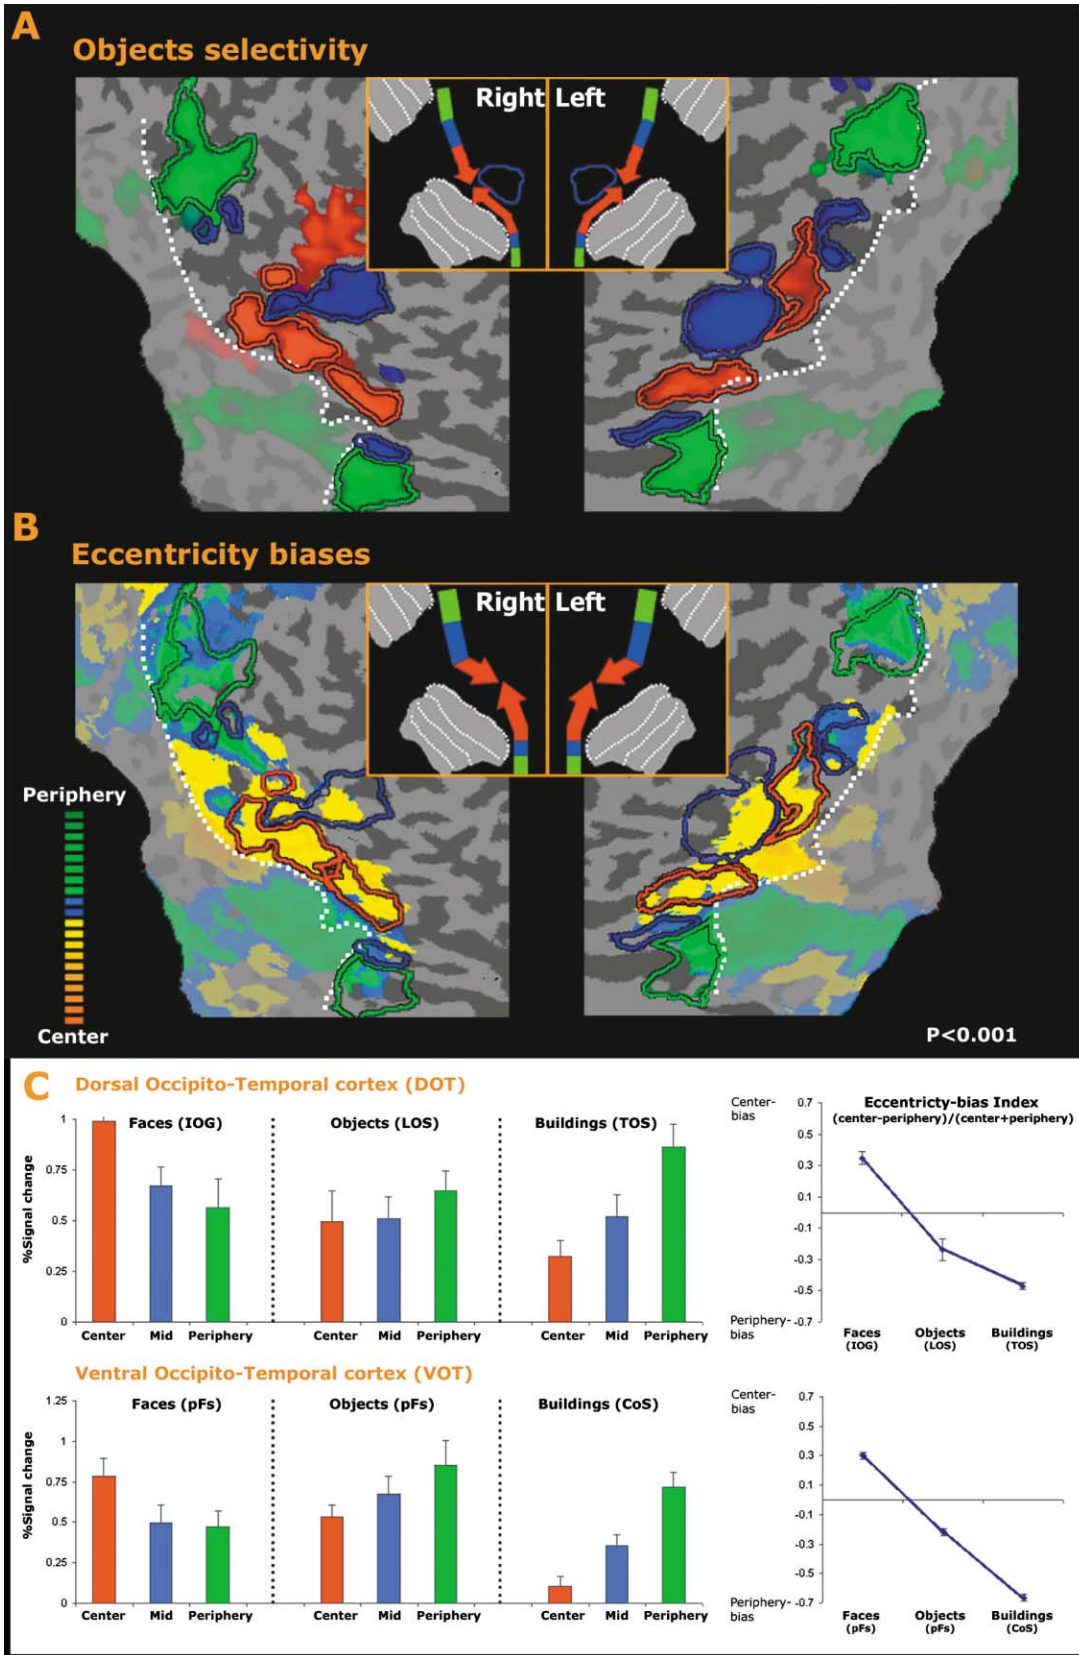 A
Objects selectivity
Right Left
B
Eccentricity biases
Right Left
Periphery
Center
P<0.001
C
Dorsal Occipito-Temporal cortex (DOT)
%Signal change
1
0.75
0.5
0.25
0
Faces (IOG)
Objects (LOS)
Buildings (TOS)
Center Mid Periphery Center Mid Periphery Center Mid Periphery
Eccentricty-bias Index
(center-periphery)/(center+periphery)
Center-
bias
0.7
0.5
0.3
0.1
-0.1
-0.3
-0.5
-0.7
Periphery-
bias
Faces Objects Buildings
(IOG) (LOS) (TOS)
Ventral Occipito-Temporal cortex (VOT)
%Signal change
1.25
1
0.75
0.5
0.25
0
Faces (pFs)
Objects (pFs)
Buildings (CoS)
Center Mid Periphery Center Mid Periphery Center Mid Periphery
Center-
bias
0.7
0.5
0.3
0.1
-0.1
-0.3
-0.5
-0.7
Periphery-
bias
Faces Objects Buildings
(pFs) (pFs) (CoS)